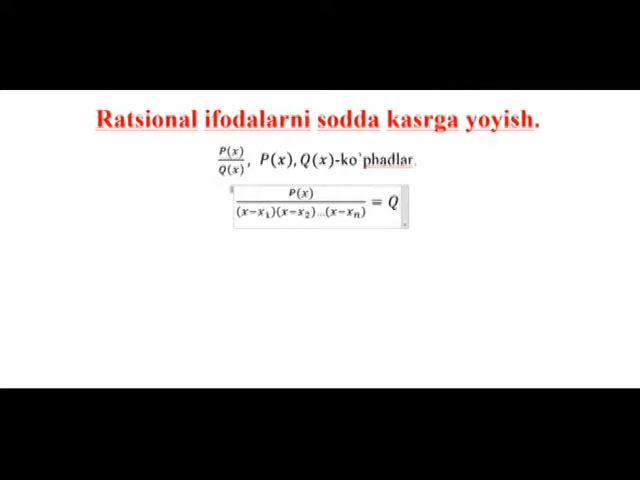 Ratsional ifodalarni sodda kasrga yoyish.
P(x)/Q(x), P(x), Q(x)-ko'phadlar.
P(x)/(x−x₁)(x−x₂)…(x−xₙ) = Q